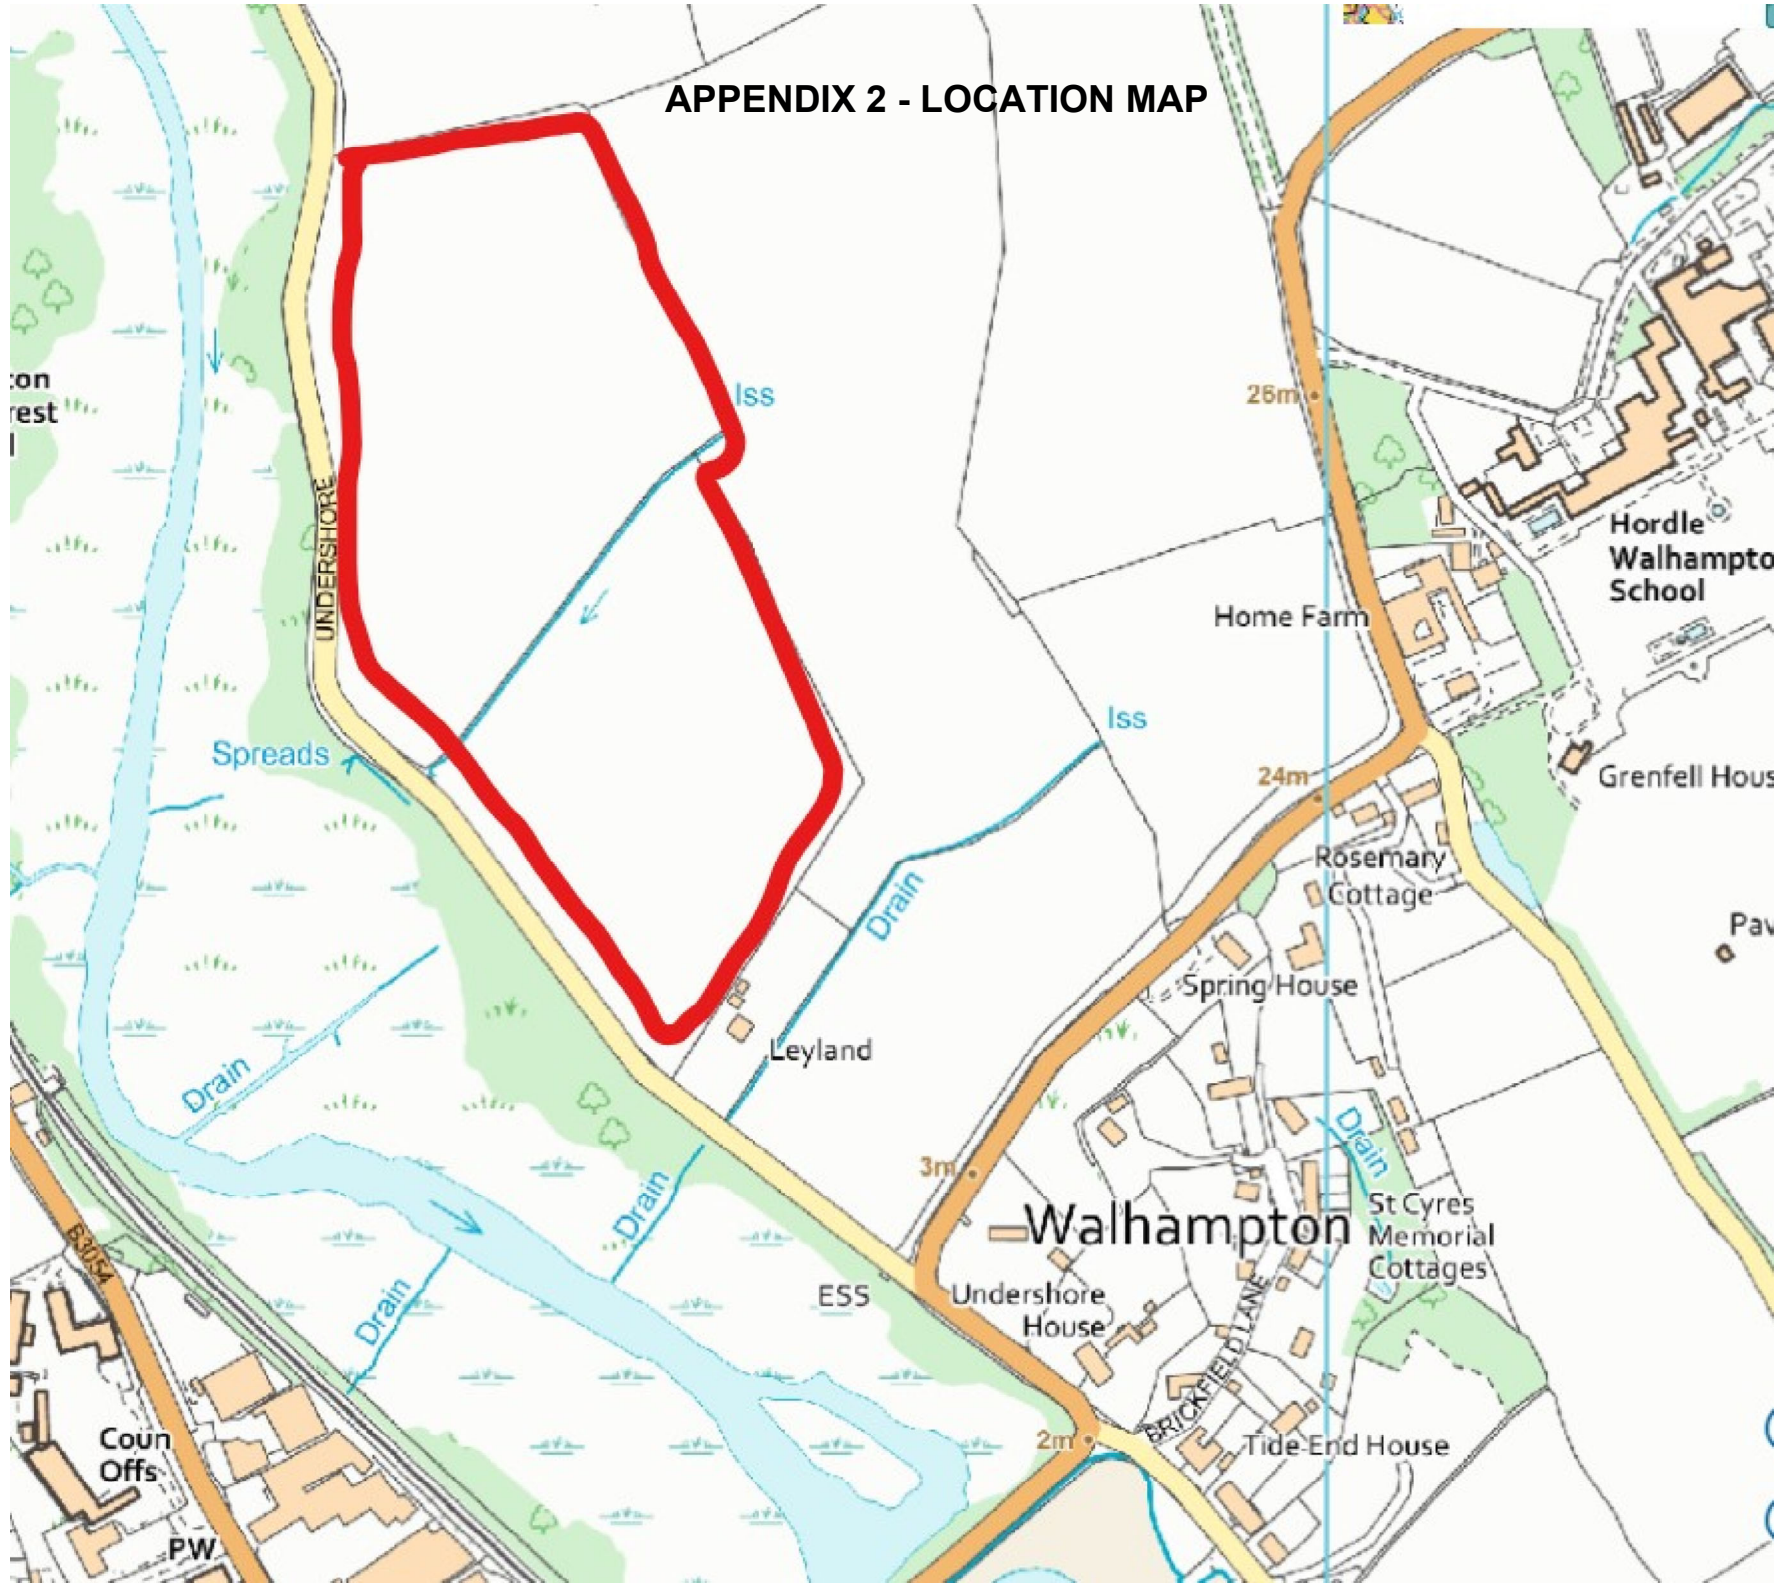 APPENDIX 2 - LOCATION MAP
ton
rest
l
Iss
26m
UNDERSHORE
Hordle
Walhampto
School
Home Farm
Iss
Spreads
24m
Grenfell Hous
Rosemary
Cottage
Drain
Pav
Spring House
Leyland
Drain
Drain
3m
Drain
St Cyres
Memorial
Cottages
Walhampton
B3054
Drain
ESS
Undershore
House
BRICKFIELD LANE
2m
Tide End House
Coun
Offs
PW